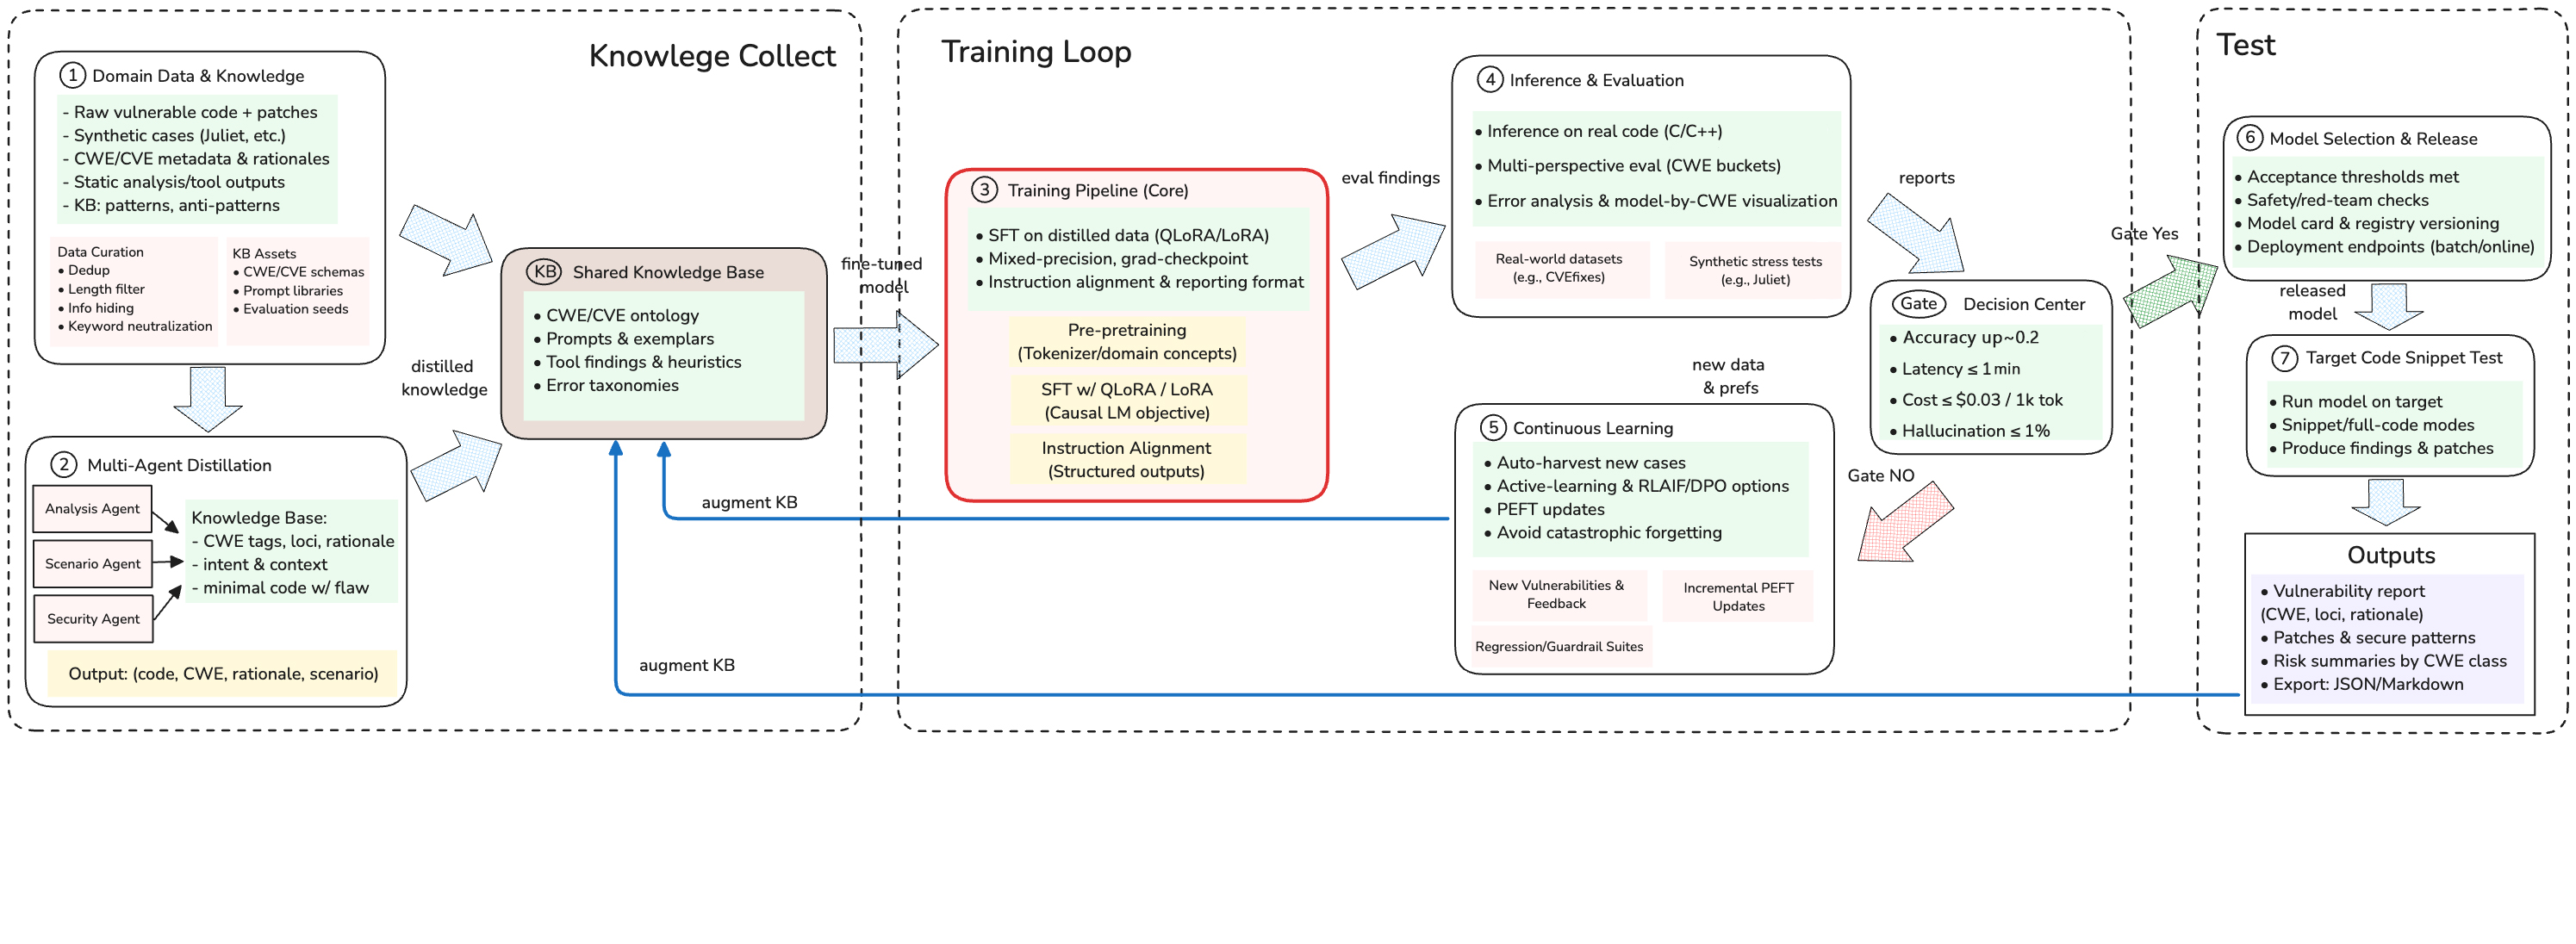 Knowlege Collect
1 Domain Data & Knowledge
- Raw vulnerable code + patches
- Synthetic cases (Juliet, etc.)
- CWE/CVE metadata & rationales
- Static analysis/tool outputs
- KB: patterns, anti-patterns
Data Curation
• Dedup
• Length filter
• Info hiding
• Keyword neutralization
KB Assets
• CWE/CVE schemas
• Prompt libraries
• Evaluation seeds
2 Multi-Agent Distillation
Analysis Agent
Scenario Agent
Security Agent
Knowledge Base:
- CWE tags, loci, rationale
- intent & context
- minimal code w/ flaw
Output: (code, CWE, rationale, scenario)
distilled
knowledge
KB Shared Knowledge Base
• CWE/CVE ontology
• Prompts & exemplars
• Tool findings & heuristics
• Error taxonomies
augment KB
augment KB
fine-tuned
model
Training Loop
3 Training Pipeline (Core)
• SFT on distilled data (QLoRA/LoRA)
• Mixed-precision, grad-checkpoint
• Instruction alignment & reporting format
Pre-pretraining
(Tokenizer/domain concepts)
SFT w/ QLoRA / LoRA
(Causal LM objective)
Instruction Alignment
(Structured outputs)
eval findings
4 Inference & Evaluation
• Inference on real code (C/C++)
• Multi-perspective eval (CWE buckets)
• Error analysis & model-by-CWE visualization
Real-world datasets
(e.g., CVEfixes)
Synthetic stress tests
(e.g., Juliet)
reports
Gate Decision Center
• Accuracy up~0.2
• Latency ≤ 1 min
• Cost ≤ $0.03 / 1k tok
• Hallucination ≤ 1%
new data
& prefs
Gate NO
5 Continuous Learning
• Auto-harvest new cases
• Active-learning & RLAIF/DPO options
• PEFT updates
• Avoid catastrophic forgetting
New Vulnerabilities &
Feedback
Incremental PEFT
Updates
Regression/Guardrail Suites
Gate Yes
Test
6 Model Selection & Release
• Acceptance thresholds met
• Safety/red-team checks
• Model card & registry versioning
• Deployment endpoints (batch/online)
released
model
7 Target Code Snippet Test
• Run model on target
• Snippet/full-code modes
• Produce findings & patches
Outputs
• Vulnerability report
(CWE, loci, rationale)
• Patches & secure patterns
• Risk summaries by CWE class
• Export: JSON/Markdown